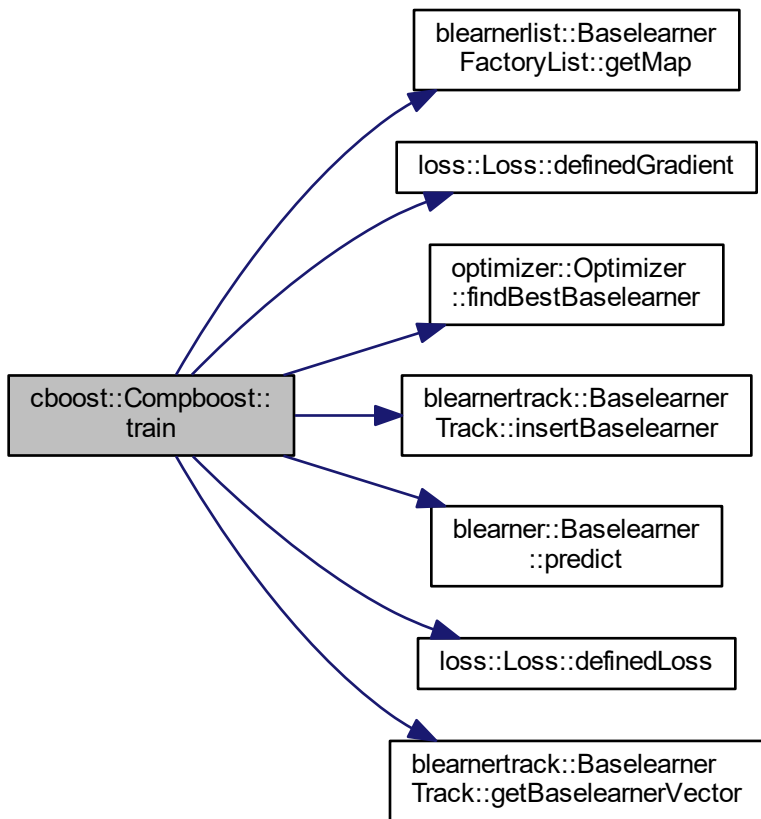 blearnerlist::Baselearner
FactoryList::getMap
loss::Loss::definedGradient
optimizer::Optimizer
::findBestBaselearner
cboost::Compboost::
train
blearnertrack::Baselearner
Track::insertBaselearner
blearner::Baselearner
::predict
loss::Loss::definedLoss
blearnertrack::Baselearner
Track::getBaselearnerVector